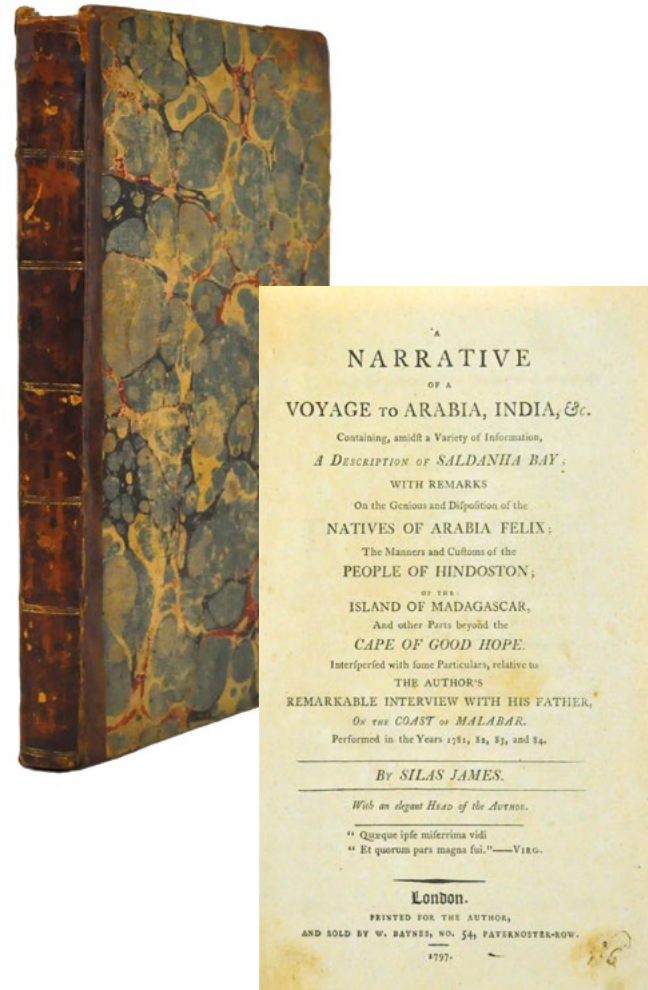 A
NARRATIVE
OF A
VOYAGE TO ARABIA, INDIA, &c.
Containing, amidſt a Variety of Information,
A DESCRIPTION OF SALDANHA BAY;
WITH REMARKS
On the Genious and Diſpoſition of the
NATIVES OF ARABIA FELIX;
The Manners and Cuſtoms of the
PEOPLE OF HINDOSTON;
OF THE
ISLAND OF MADAGASCAR,
And other Parts beyond the
CAPE OF GOOD HOPE.
Interſperſed with ſome Particulars, relative to
THE AUTHOR'S
REMARKABLE INTERVIEW WITH HIS FATHER,
ON THE COAST OF MALABAR.
Performed in the Years 1781, 82, 83, and 84.
BY SILAS JAMES.
With an elegant HEAD of the AUTHOR.
“ Quæque ipſe miſerrima vidi
“ Et quorum pars magna fui.”——VIRG.
London.
PRINTED FOR THE AUTHOR,
AND SOLD BY W. BAYNES, NO. 54, PATERNOSTER-ROW.
1797.